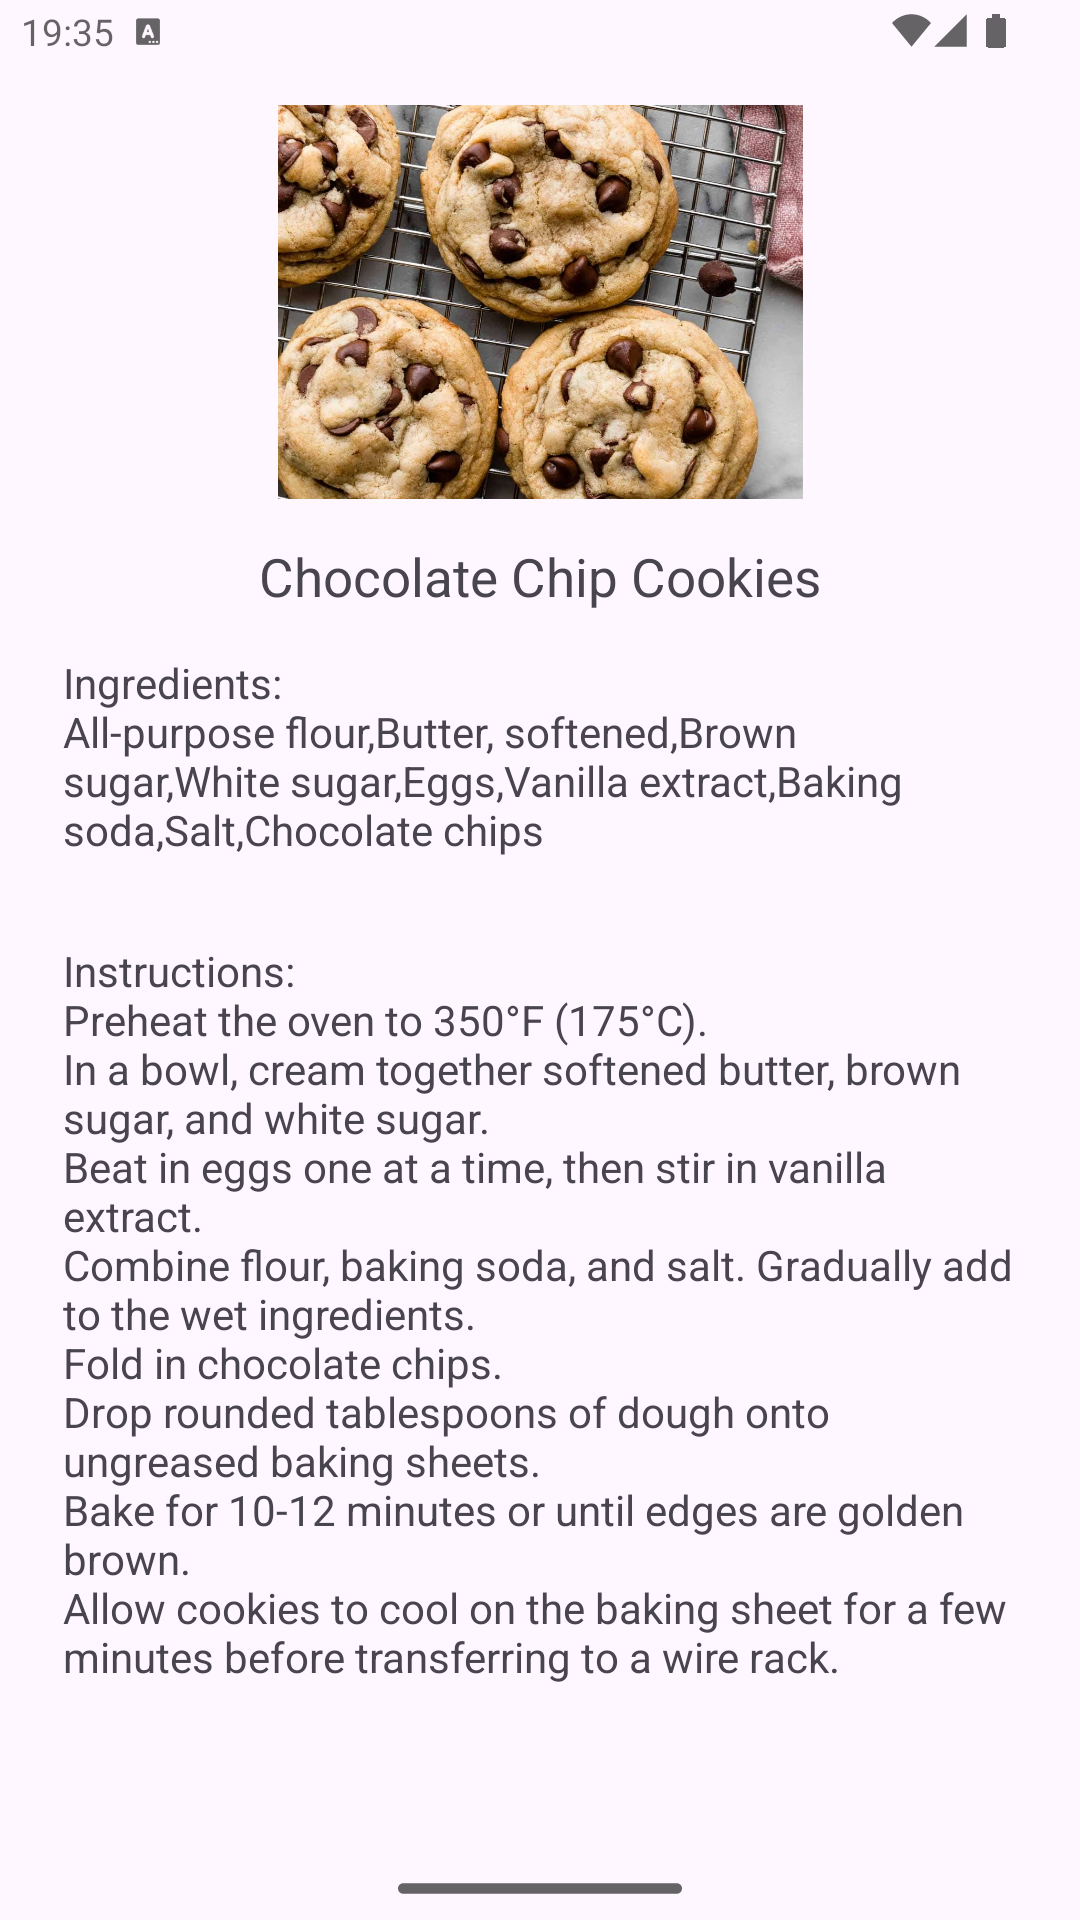 19:35
A
Chocolate Chip Cookies
Ingredients:
All-purpose flour,Butter, softened,Brown
sugar,White sugar,Eggs,Vanilla extract,Baking
soda,Salt,Chocolate chips
Instructions:
Preheat the oven to 350°F (175°C).
In a bowl, cream together softened butter, brown
sugar, and white sugar.
Beat in eggs one at a time, then stir in vanilla
extract.
Combine flour, baking soda, and salt. Gradually add
to the wet ingredients.
Fold in chocolate chips.
Drop rounded tablespoons of dough onto
ungreased baking sheets.
Bake for 10-12 minutes or until edges are golden
brown.
Allow cookies to cool on the baking sheet for a few
minutes before transferring to a wire rack.